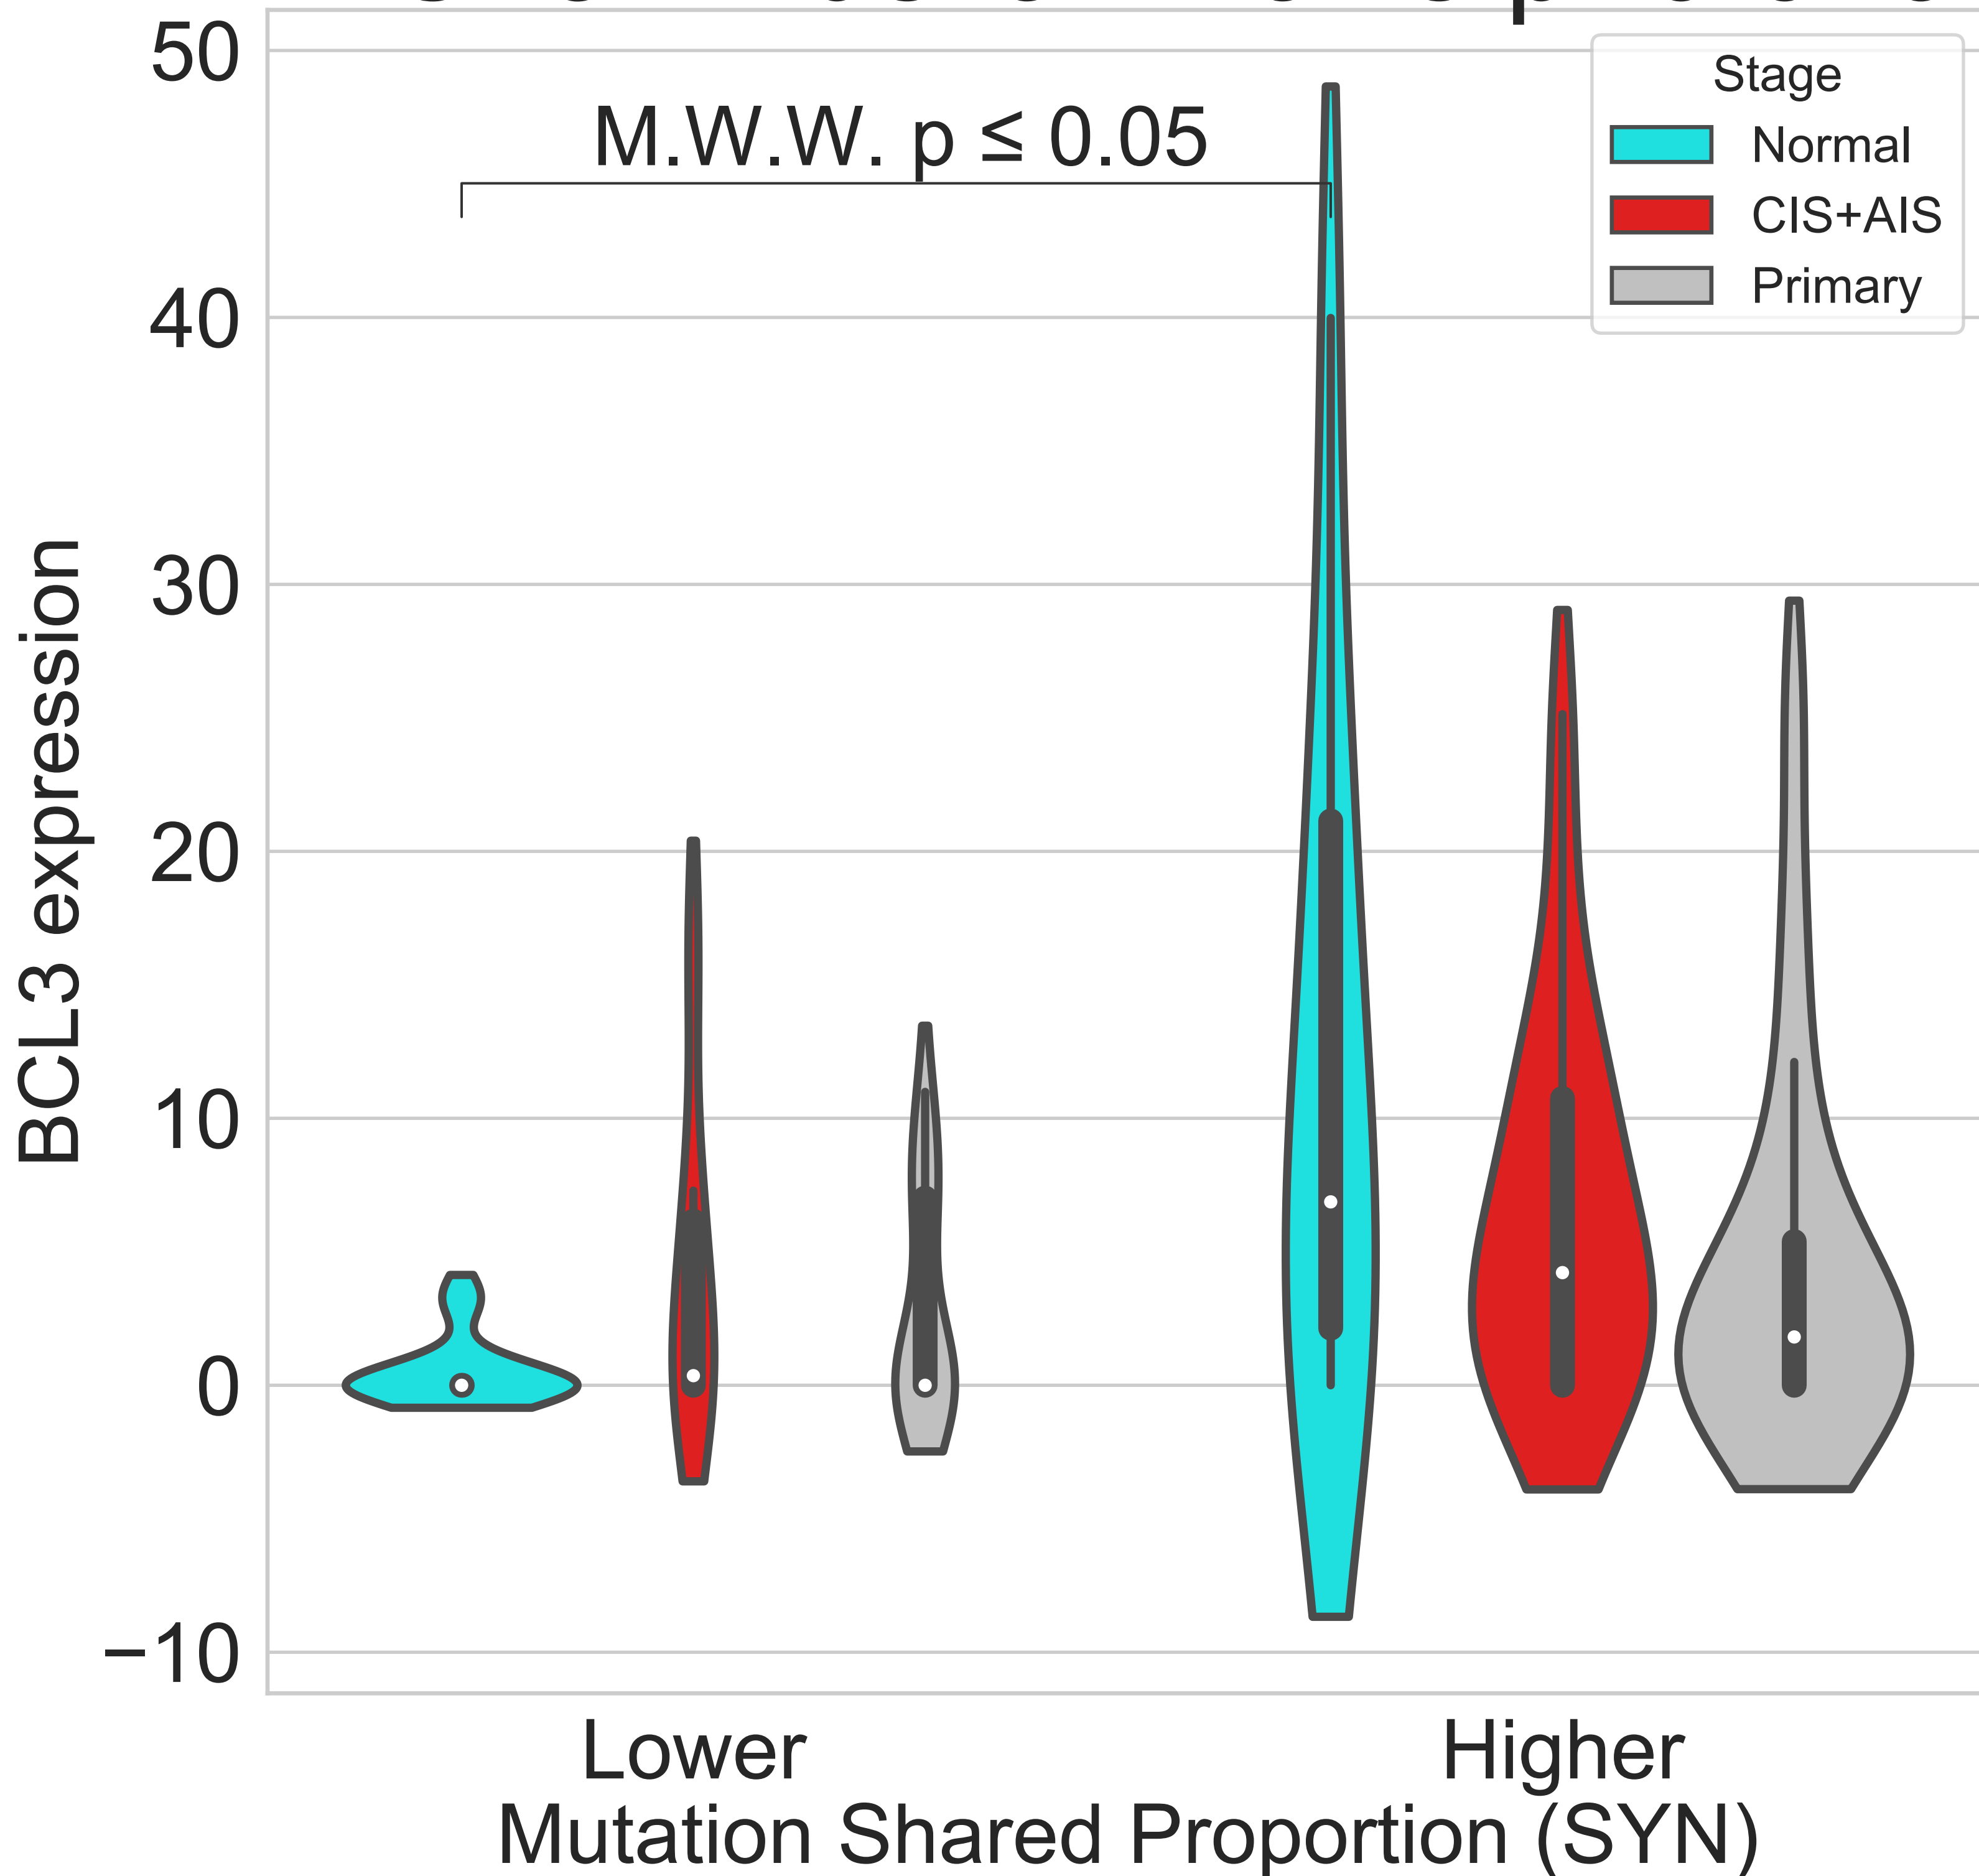 50
M.W.W. p ≤ 0.05
Stage
Normal
CIS+AIS
Primary
40
30
20
10
0
−10
BCL3 expression
Lower
Higher
Mutation Shared Proportion (SYN)